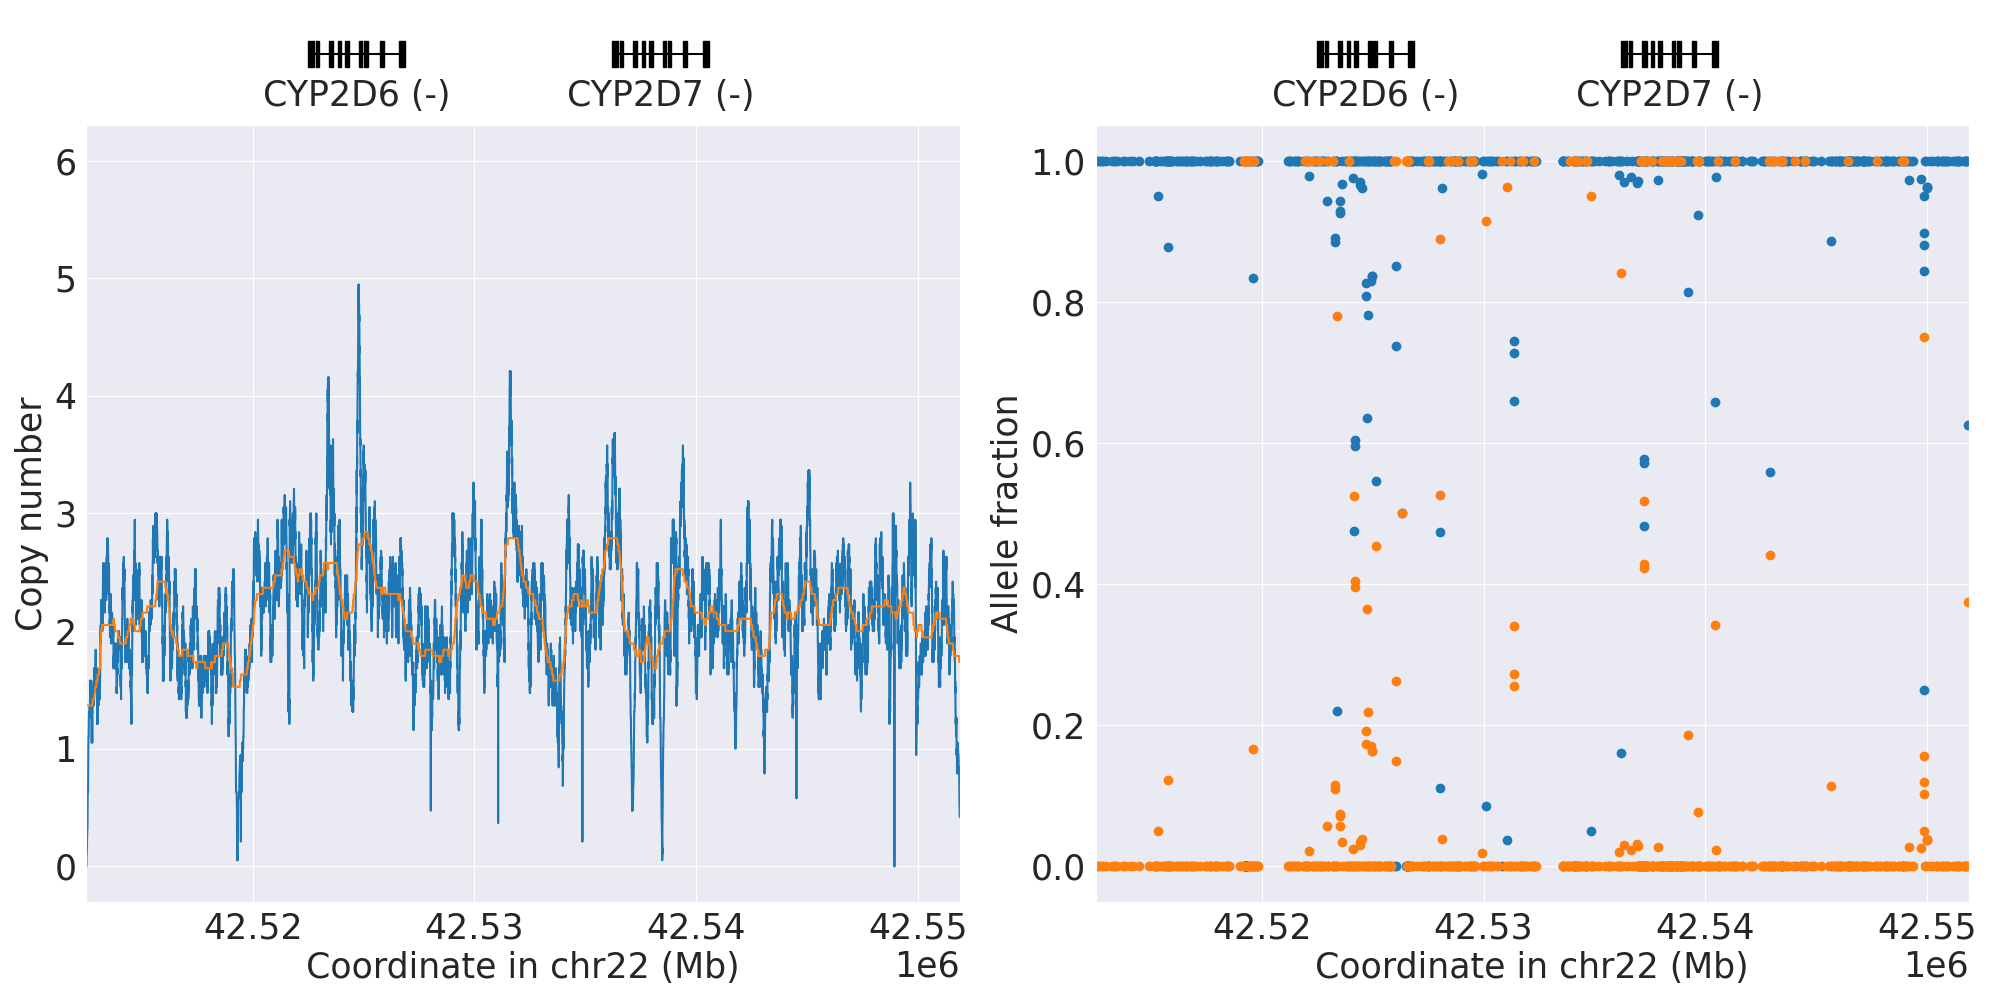 CYP2D6 (-) CYP2D7 (-)
6
5
4
3
2
1
0
Copy number
42.52 42.53 42.54 42.55
Coordinate in chr22 (Mb) 1e6
CYP2D6 (-) CYP2D7 (-)
1.0
0.8
0.6
0.4
0.2
0.0
Allele fraction
42.52 42.53 42.54 42.55
Coordinate in chr22 (Mb) 1e6